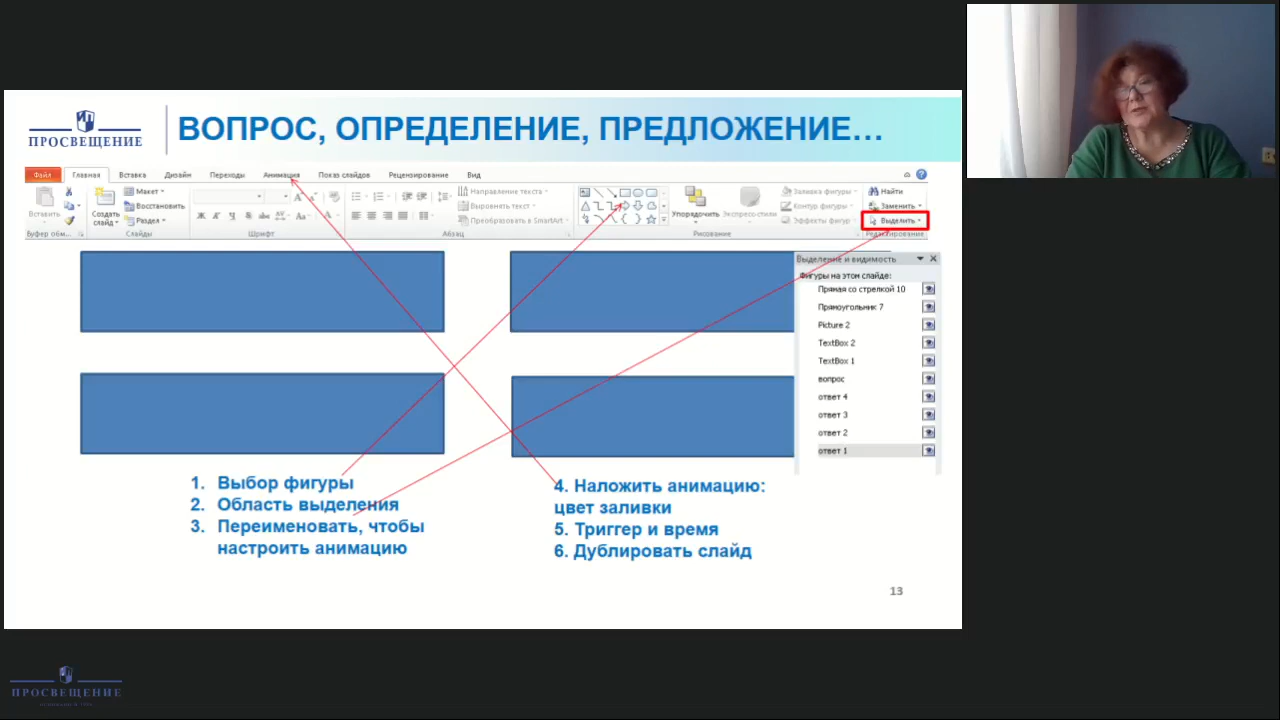 ПРОСВЕЩЕНИЕ
ВОПРОС, ОПРЕДЕЛЕНИЕ, ПРЕДЛОЖЕНИЕ...
Файл Главная Вставка Дизайн Переходы Анимация Показ слайдов Рецензирование Вид
Макет Направление текста Заливка фигуры Найти
Восстановить Выровнять текст Контур фигуры Заменить
Вставить Создать слайд Раздел Преобразовать в SmartArt Упорядочить Экспресс-стили Эффекты фигур Выделить
Буфер обм... Слайды Шрифт Абзац Рисование Редактирование
Выделение и видимость
Фигуры на этом слайде:
Прямая со стрелкой 10
Прямоугольник 7
Picture 2
TextBox 2
TextBox 1
вопрос
ответ 4
ответ 3
ответ 2
ответ 1
1. Выбор фигуры
2. Область выделения
3. Переименовать, чтобы
настроить анимацию
4. Наложить анимацию:
цвет заливки
5. Триггер и время
6. Дублировать слайд
13
ПРОСВЕЩЕНИЕ